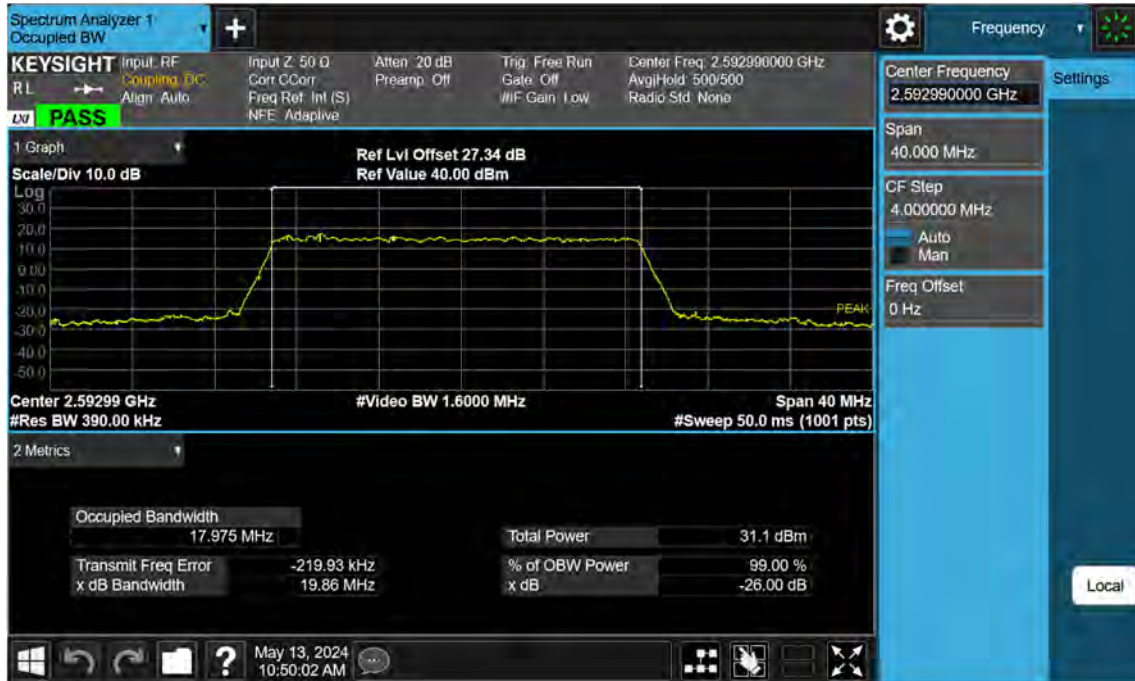 Spectrum Analyzer 1
Occupied BW
+
Frequency
KEYSIGHT
R L
LXI
PASS
Input: RF
Coupling: DC
Align: Auto
Input Z: 50 Ω
Corr CCorr
Freq Ref: Int (S)
NFE: Adaptive
Atten: 20 dB
Preamp: Off
Trig: Free Run
Gate: Off
#IF Gain: Low
Center Freq: 2.592990000 GHz
Avg|Hold: 500/500
Radio Std: None
Center Frequency
2.592990000 GHz
Settings
Span
40.000 MHz
CF Step
4.000000 MHz
Auto
Man
Freq Offset
0 Hz
1 Graph
Scale/Div 10.0 dB
Ref Lvl Offset 27.34 dB
Ref Value 40.00 dBm
Log
30.0
20.0
10.0
0.00
-10.0
-20.0
-30.0
-40.0
-50.0
PEAK
Center 2.59299 GHz
#Res BW 390.00 kHz
#Video BW 1.6000 MHz
Span 40 MHz
#Sweep 50.0 ms (1001 pts)
2 Metrics
Occupied Bandwidth
17.975 MHz
Total Power 31.1 dBm
Transmit Freq Error -219.93 kHz
% of OBW Power 99.00 %
x dB Bandwidth 19.86 MHz
x dB -26.00 dB
Local
?
May 13, 2024
10:50:02 AM